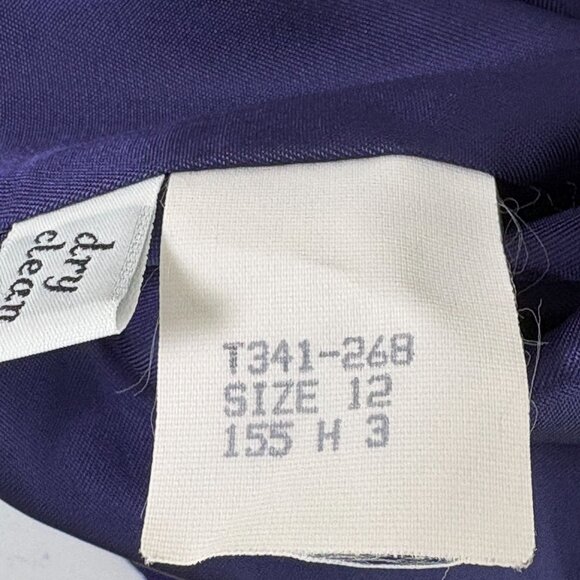 dry
clean
T341-268
SIZE 12
155 H 3